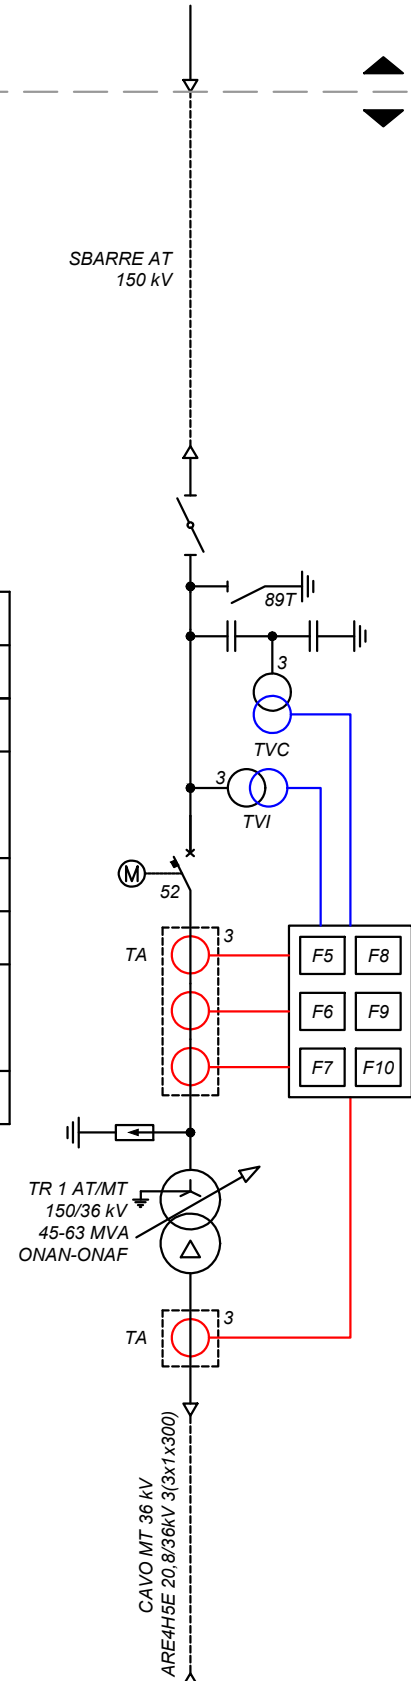 SBARRE AT
150 kV
89T
3
TVC
3
TVI
M
52
TA
3
F5
F8
F6
F9
F7
F10
TR 1 AT/MT
150/36 kV
45-63 MVA
ONAN-ONAF
TA
3
CAVO MT 36 kV
ARE4H5E 20,8/36kV 3(3x1x300)